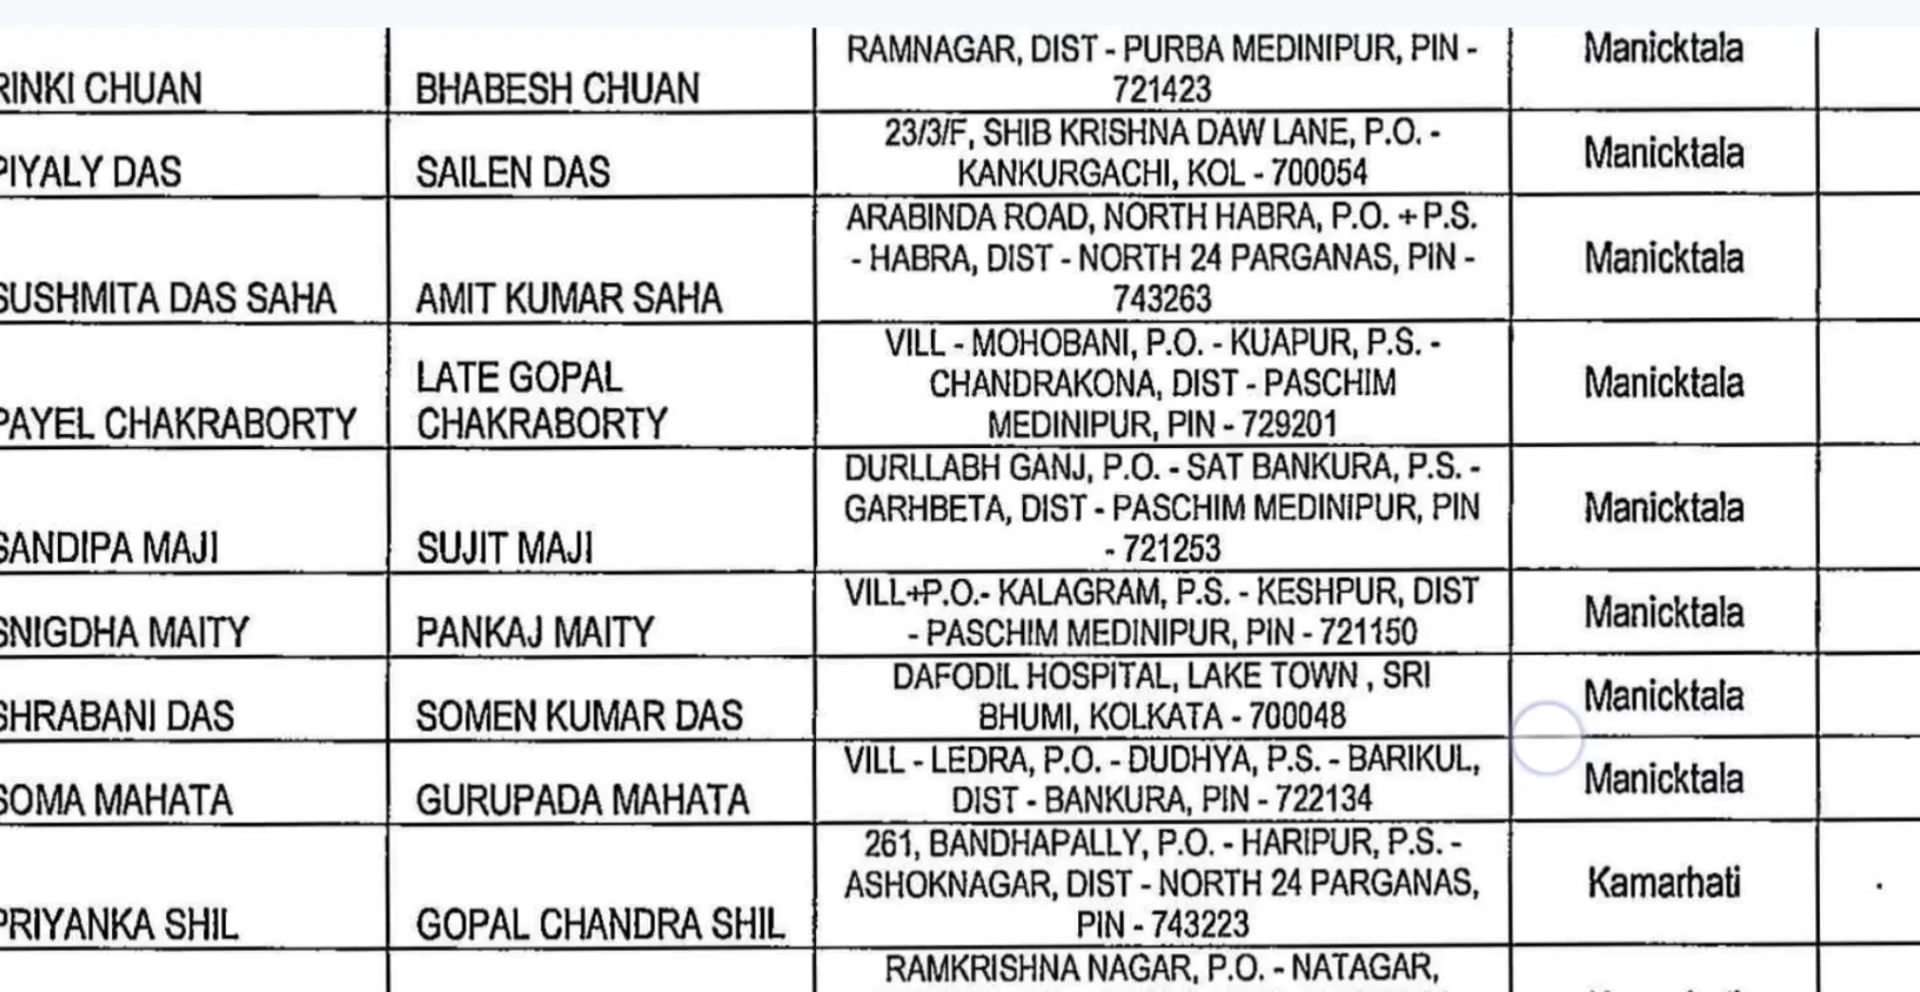 RAMNAGAR, DIST - PURBA MEDINIPUR, PIN -
RINKI CHUAN BHABESH CHUAN 721423 Manicktala
23/3/F, SHIB KRISHNA DAW LANE, P.O. -
PIYALY DAS SAILEN DAS KANKURGACHI, KOL - 700054 Manicktala
ARABINDA ROAD, NORTH HABRA, P.O. + P.S.
- HABRA, DIST - NORTH 24 PARGANAS, PIN - Manicktala
SUSHMITA DAS SAHA AMIT KUMAR SAHA 743263
VILL - MOHOBANI, P.O. - KUAPUR, P.S. -
LATE GOPAL CHANDRAKONA, DIST - PASCHIM Manicktala
PAYEL CHAKRABORTY CHAKRABORTY MEDINIPUR, PIN - 729201
DURLLABH GANJ, P.O. - SAT BANKURA, P.S. -
GARHBETA, DIST - PASCHIM MEDINIPUR, PIN Manicktala
SANDIPA MAJI SUJIT MAJI - 721253
VILL+P.O.- KALAGRAM, P.S. - KESHPUR, DIST
SNIGDHA MAITY PANKAJ MAITY - PASCHIM MEDINIPUR, PIN - 721150 Manicktala
DAFODIL HOSPITAL, LAKE TOWN , SRI
SHRABANI DAS SOMEN KUMAR DAS BHUMI, KOLKATA - 700048 Manicktala
VILL - LEDRA, P.O. - DUDHYA, P.S. - BARIKUL,
SOMA MAHATA GURUPADA MAHATA DIST - BANKURA, PIN - 722134 Manicktala
261, BANDHAPALLY, P.O. - HARIPUR, P.S. -
ASHOKNAGAR, DIST - NORTH 24 PARGANAS, Kamarhati
PRIYANKA SHIL GOPAL CHANDRA SHIL PIN - 743223
RAMKRISHNA NAGAR, P.O. - NATAGAR,